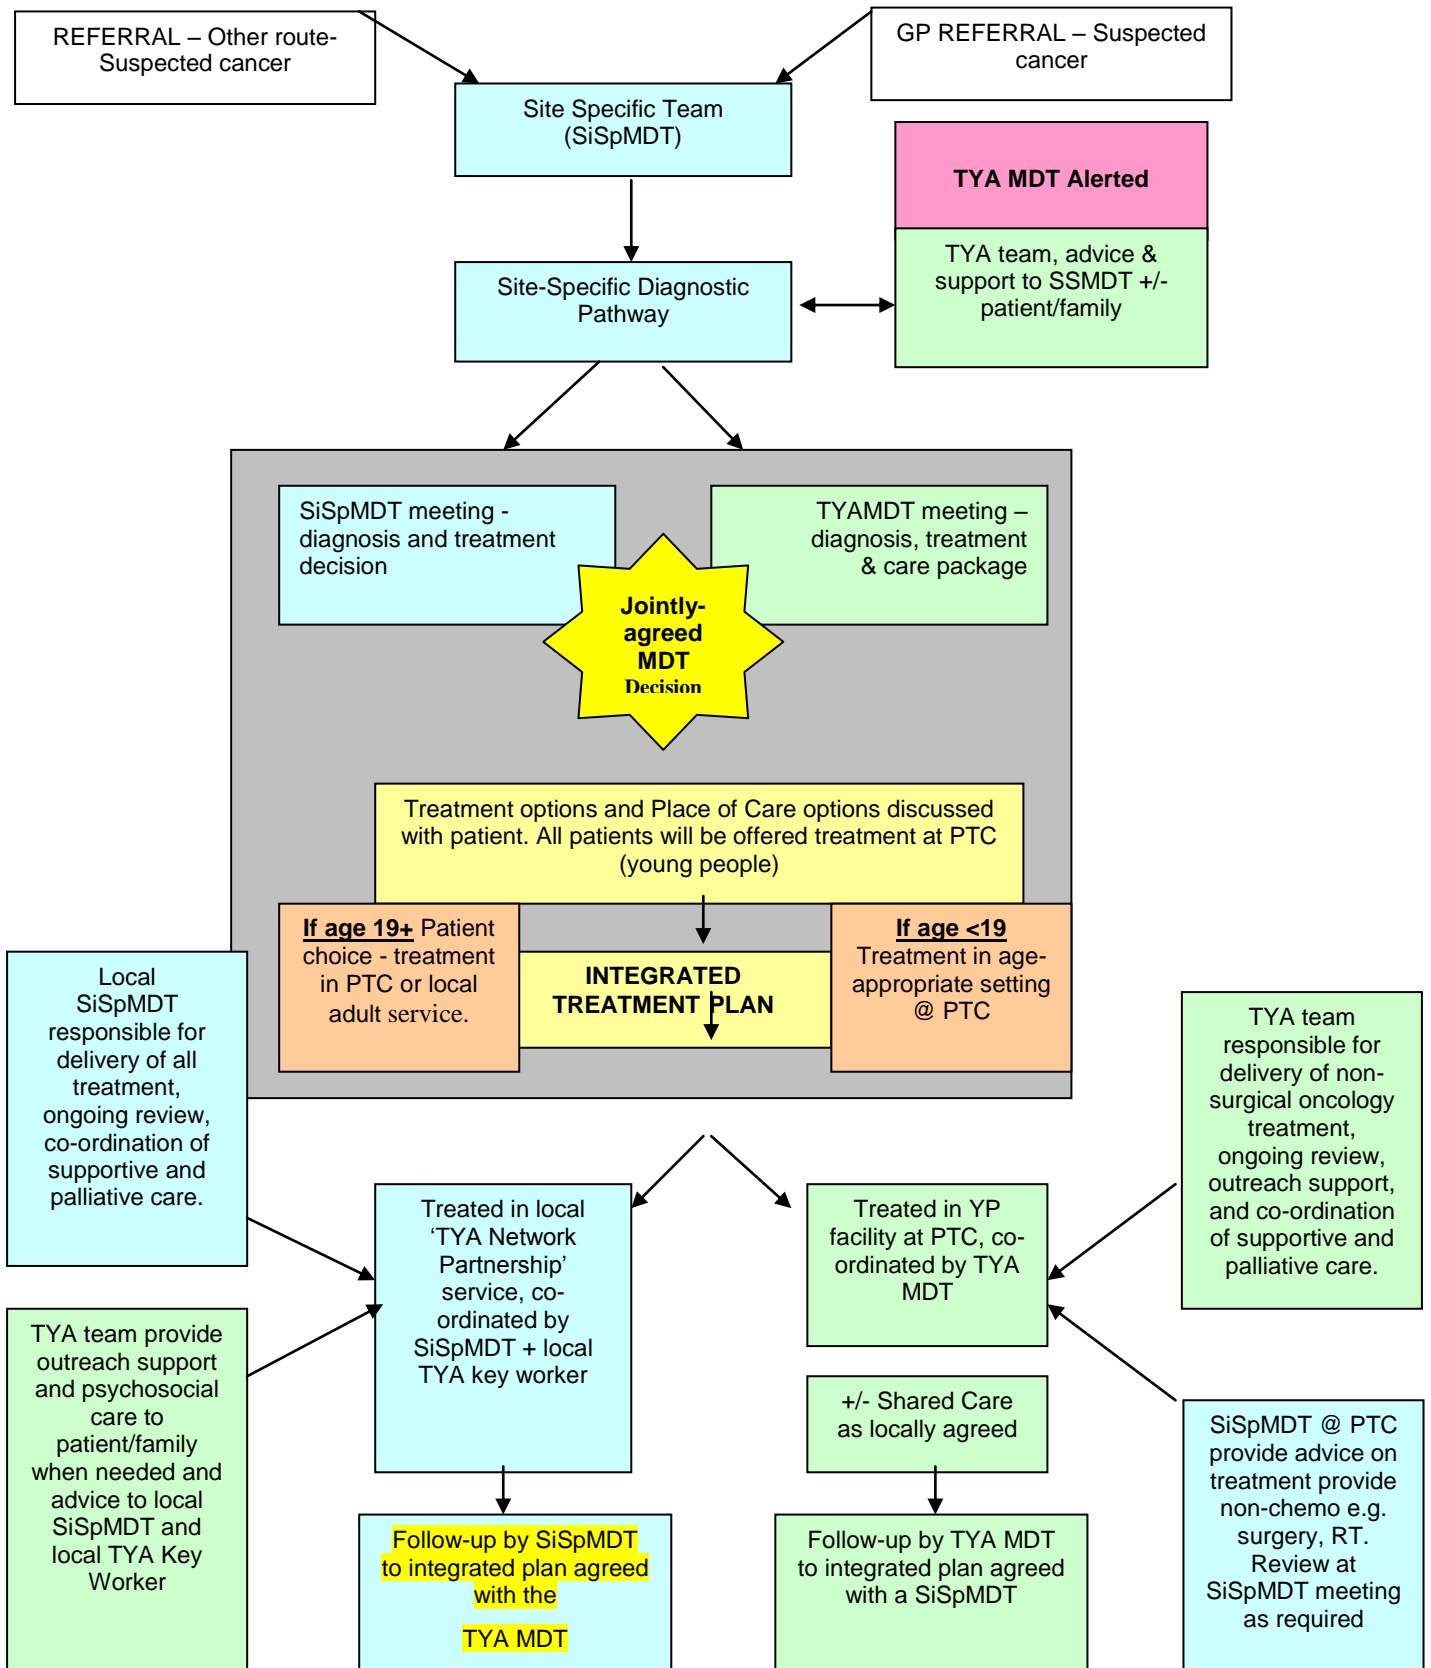 REFERRAL – Other route-
Suspected cancer
GP REFERRAL – Suspected
cancer
Site Specific Team
(SiSpMDT)
TYA MDT Alerted
TYA team, advice &
support to SSMDT +/-
patient/family
Site-Specific Diagnostic
Pathway
SiSpMDT meeting -
diagnosis and treatment
decision
TYAMDT meeting –
diagnosis, treatment
& care package
Jointly-
agreed
MDT
Decision
Treatment options and Place of Care options discussed
with patient. All patients will be offered treatment at PTC
(young people)
If age 19+ Patient
choice - treatment
in PTC or local
adult service.
INTEGRATED
TREATMENT PLAN
If age <19
Treatment in age-
appropriate setting
@ PTC
Local
SiSpMDT
responsible for
delivery of all
treatment,
ongoing review,
co-ordination of
supportive and
palliative care.
TYA team
responsible for
delivery of non-
surgical oncology
treatment,
ongoing review,
outreach support,
and co-ordination
of supportive and
palliative care.
Treated in local
‘TYA Network
Partnership’
service, co-
ordinated by
SiSpMDT + local
TYA key worker
Treated in YP
facility at PTC, co-
ordinated by TYA
MDT
TYA team provide
outreach support
and psychosocial
care to
patient/family
when needed and
advice to local
SiSpMDT and
local TYA Key
Worker
+/- Shared Care
as locally agreed
SiSpMDT @ PTC
provide advice on
treatment provide
non-chemo e.g.
surgery, RT.
Review at
SiSpMDT meeting
as required
Follow-up by SiSpMDT
to integrated plan agreed
with the
TYA MDT
Follow-up by TYA MDT
to integrated plan agreed
with a SiSpMDT